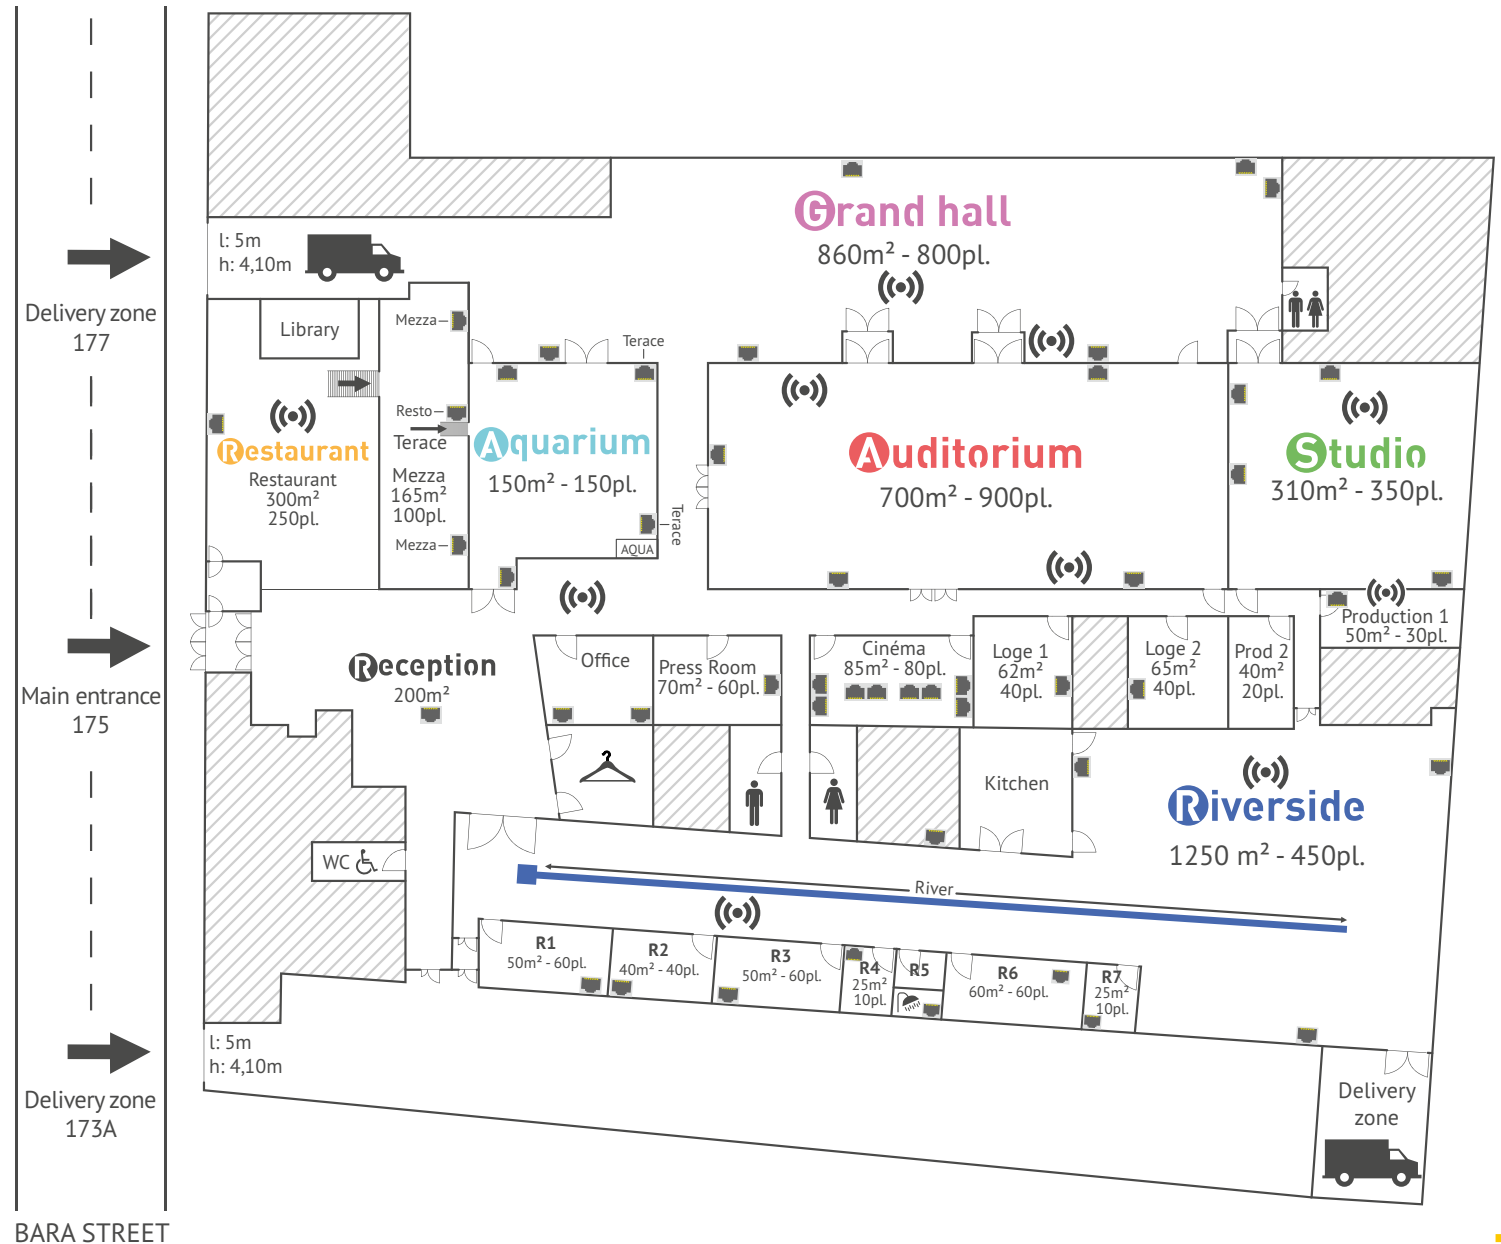 Grand hall
860m² - 800pl.
l: 5m
h: 4,10m
Delivery zone
177
Library
Mezza
Terace
Resto
Terace
Restaurant
Restaurant
300m²
250pl.
Mezza
165m²
100pl.
Mezza
Aquarium
150m² - 150pl.
Terace
AQUA
Auditorium
700m² - 900pl.
Studio
310m² - 350pl.
Main entrance
175
Reception
200m²
Office
Press Room
70m² - 60pl.
Cinéma
85m² - 80pl.
Loge 1
62m²
40pl.
Loge 2
65m²
40pl.
Prod 2
40m²
20pl.
Production 1
50m² - 30pl.
Kitchen
Riverside
1250 m² - 450pl.
WC
River
R1
50m² - 60pl.
R2
40m² - 40pl.
R3
50m² - 60pl.
R4
25m²
10pl.
R5
R6
60m² - 60pl.
R7
25m²
10pl.
l: 5m
h: 4,10m
Delivery zone
173A
Delivery
zone
BARA STREET